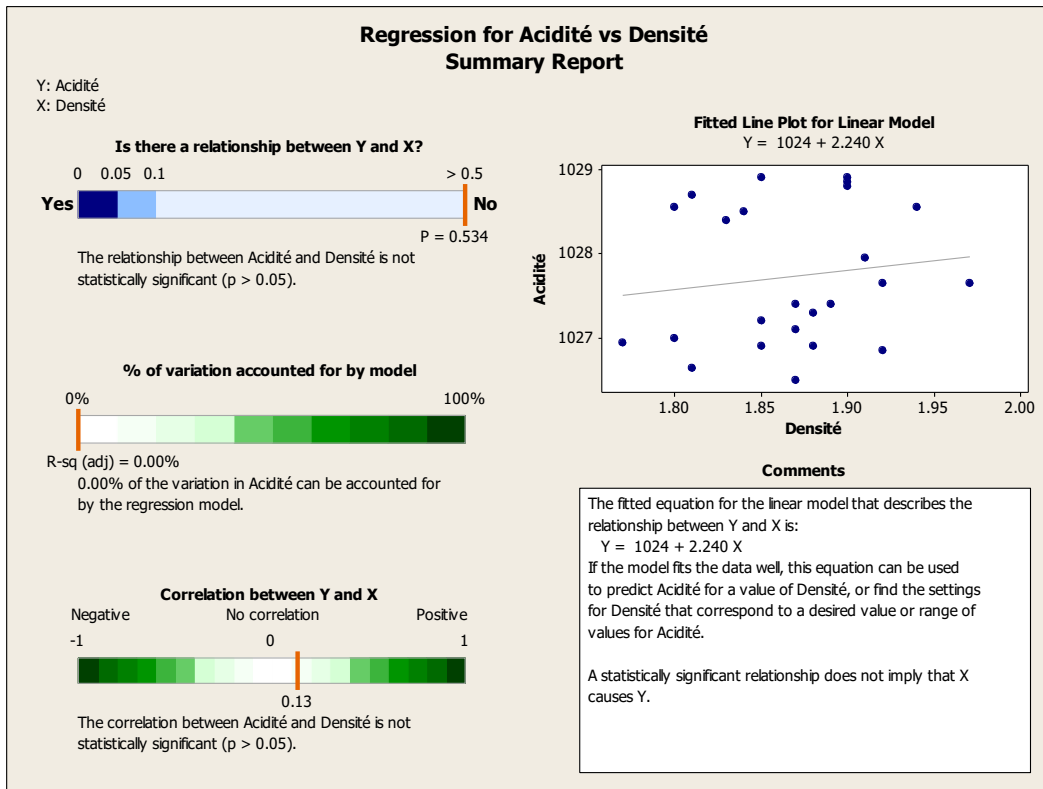 Regression for Acidité vs Densité
Summary Report
Y: Acidité
X: Densité
Is there a relationship between Y and X?
0 0.05 0.1 > 0.5
Yes No
P = 0.534
The relationship between Acidité and Densité is not
statistically significant (p > 0.05).
% of variation accounted for by model
0% 100%
R-sq (adj) = 0.00%
0.00% of the variation in Acidité can be accounted for
by the regression model.
Correlation between Y and X
Negative No correlation Positive
-1 0 1
0.13
The correlation between Acidité and Densité is not
statistically significant (p > 0.05).
Fitted Line Plot for Linear Model
Y = 1024 + 2.240 X
1029
1028
1027
Acidité
1.80 1.85 1.90 1.95 2.00
Densité
Comments
The fitted equation for the linear model that describes the
relationship between Y and X is:
Y = 1024 + 2.240 X
If the model fits the data well, this equation can be used
to predict Acidité for a value of Densité, or find the settings
for Densité that correspond to a desired value or range of
values for Acidité.
A statistically significant relationship does not imply that X
causes Y.